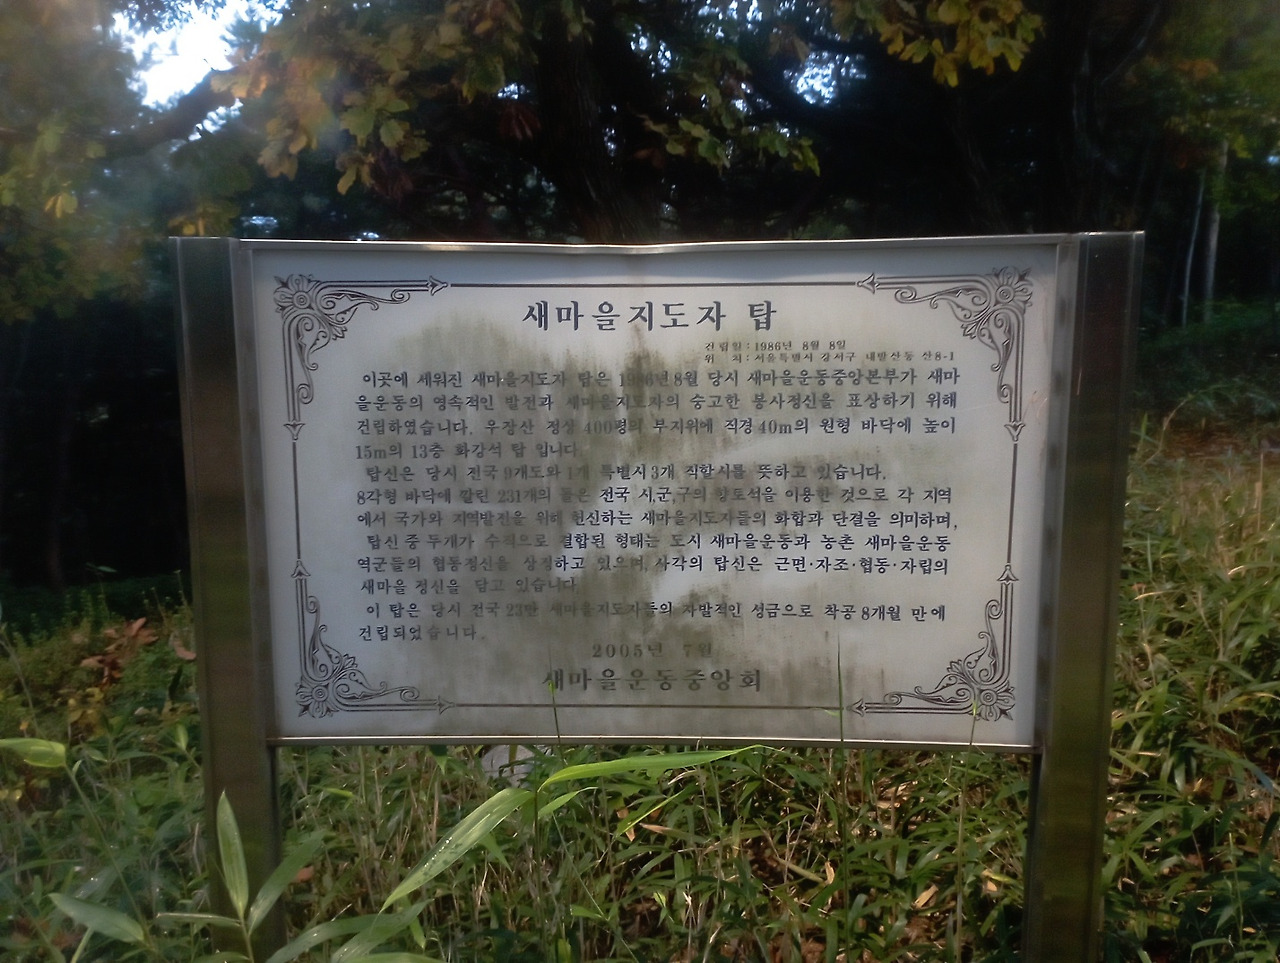 새마을지도자 탑
건립일 : 1986년 8월 8일
위 치 : 서울특별시 강서구 내발산동 산8-1
이곳에 세워진 새마을지도자 탑은 1986년 8월 당시 새마을운동중앙본부가 새마
을운동의 영속적인 발전과 새마을지도자의 숭고한 봉사정신을 표상하기 위해
건립하였습니다. 우장산 정상 400평의 부지위에 직경 40m의 원형 바닥에 높이
15m의 13층 화강석 탑 입니다.
탑신은 당시 전국 9개도와 1개 특별시 3개 직할시를 뜻하고 있습니다.
8각형 바닥에 깔린 231개의 돌은 전국 시,군,구의 향토석을 이용한 것으로 각 지역
에서 국가와 지역발전을 위해 헌신하는 새마을지도자들의 화합과 단결을 의미하며,
탑신 중 두개가 수직으로 결합된 형태는 도시 새마을운동과 농촌 새마을운동
역군들의 협동정신을 상징하고 있으며, 사각의 탑신은 근면·자조·협동·자립의
새마을 정신을 담고 있습니다.
이 탑은 당시 전국 23만 새마을지도자들의 자발적인 성금으로 착공 8개월 만에
건립되었습니다.
2005년 7월
새마을운동중앙회